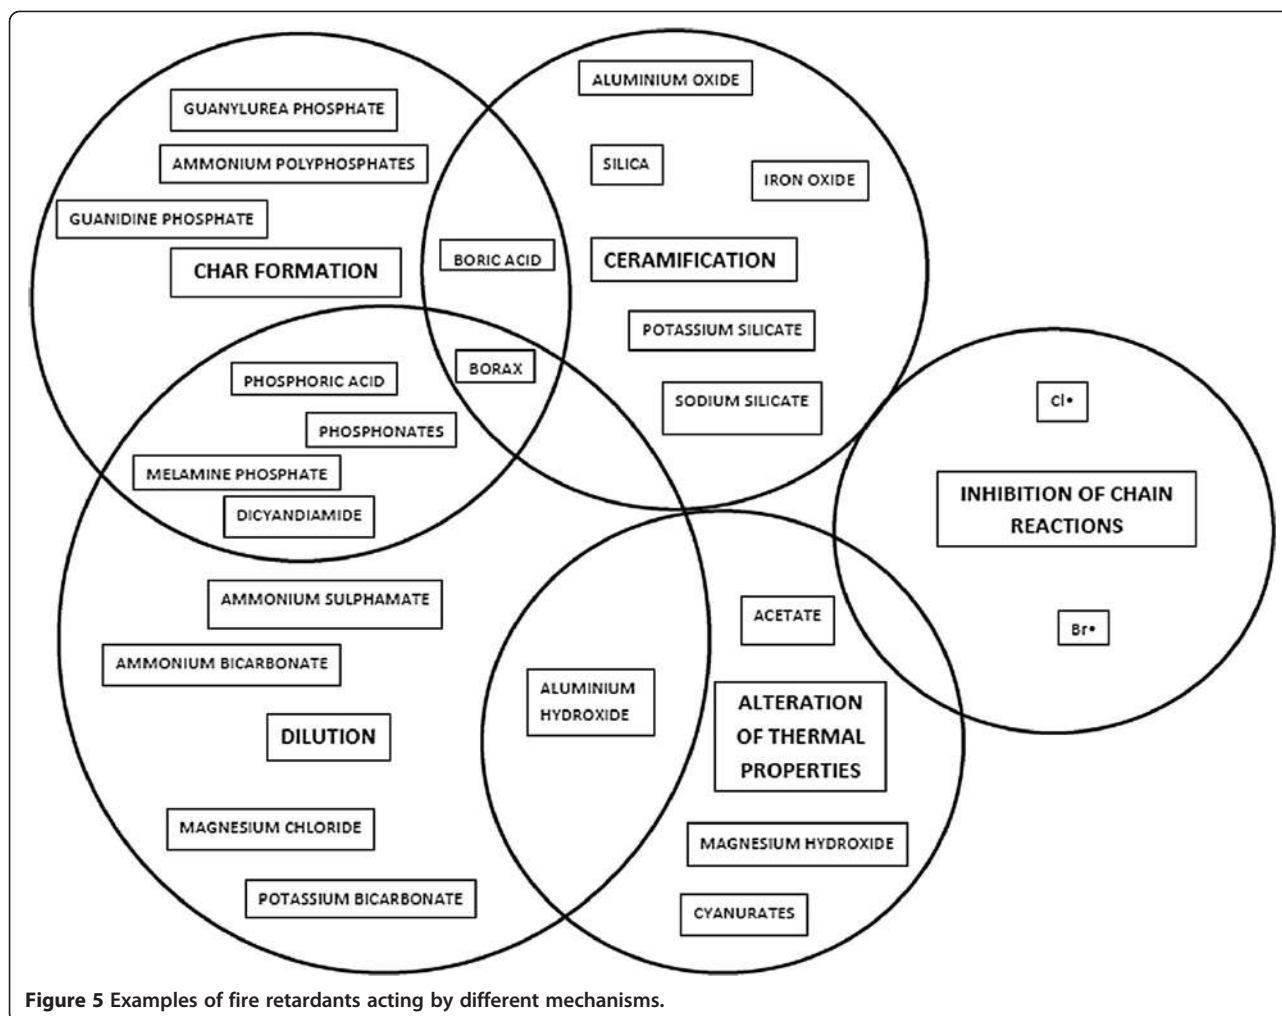 GUANYLUREA PHOSPHATE
AMMONIUM POLYPHOSPHATES
GUANIDINE PHOSPHATE
CHAR FORMATION
ALUMINIUM OXIDE
SILICA
IRON OXIDE
BORIC ACID
CERAMIFICATION
POTASSIUM SILICATE
SODIUM SILICATE
BORAX
PHOSPHORIC ACID
PHOSPHONATES
MELAMINE PHOSPHATE
DICYANDIAMIDE
Cl•
INHIBITION OF CHAIN
REACTIONS
Br•
AMMONIUM SULPHAMATE
AMMONIUM BICARBONATE
DILUTION
MAGNESIUM CHLORIDE
POTASSIUM BICARBONATE
ALUMINIUM
HYDROXIDE
ACETATE
ALTERATION
OF THERMAL
PROPERTIES
MAGNESIUM HYDROXIDE
CYANURATES
Figure 5 Examples of fire retardants acting by different mechanisms.